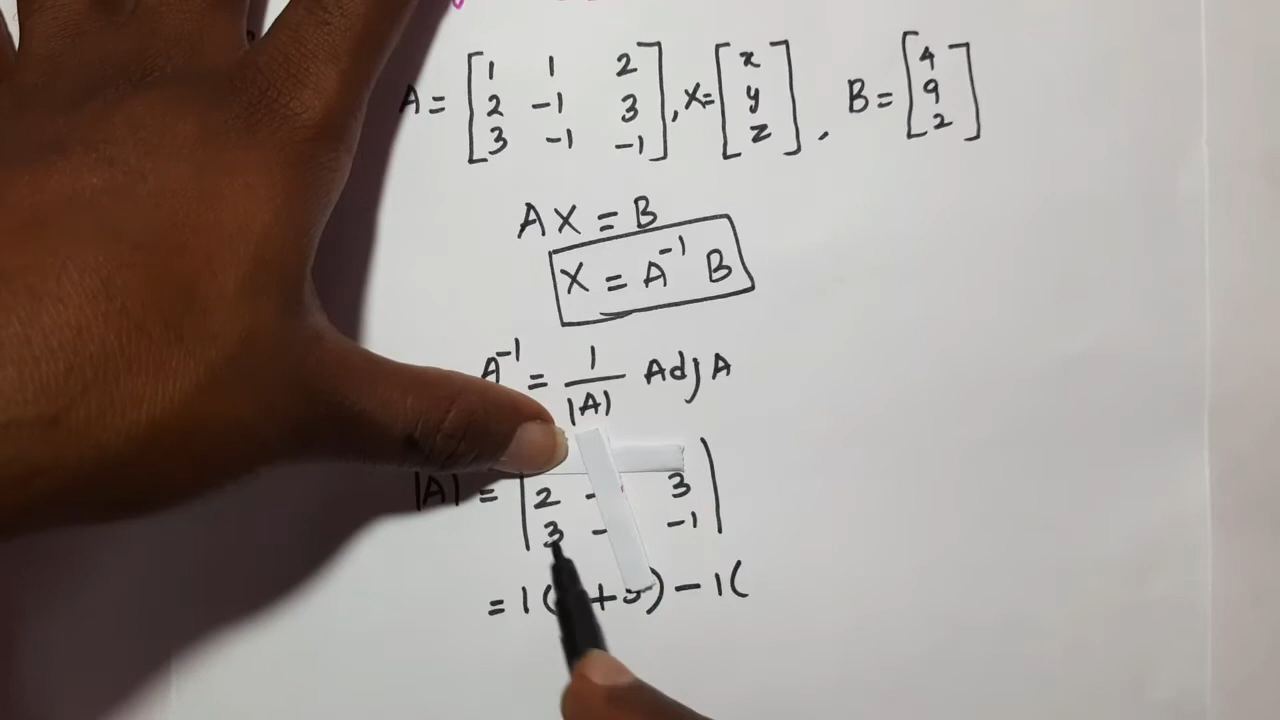 A = [1 1 2 2 -1 3 3 -1 -1], X = [x y z], B = [4 9 2]
AX = B
X = A⁻¹ B
A⁻¹ = 1/|A| Adj A
|A| = |2 - 3
3 - -1|
= 1( + ) - 1(